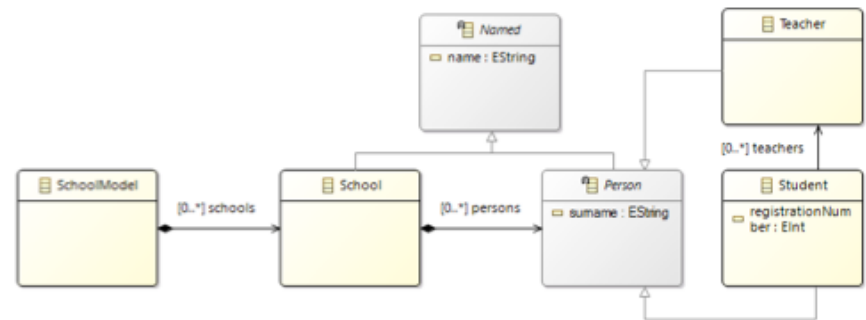 Named
name : EString
Teacher
[0..*] teachers
SchoolModel
[0..*] schools
School
[0..*] persons
Person
surname : EString
Student
registrationNum
ber : EInt